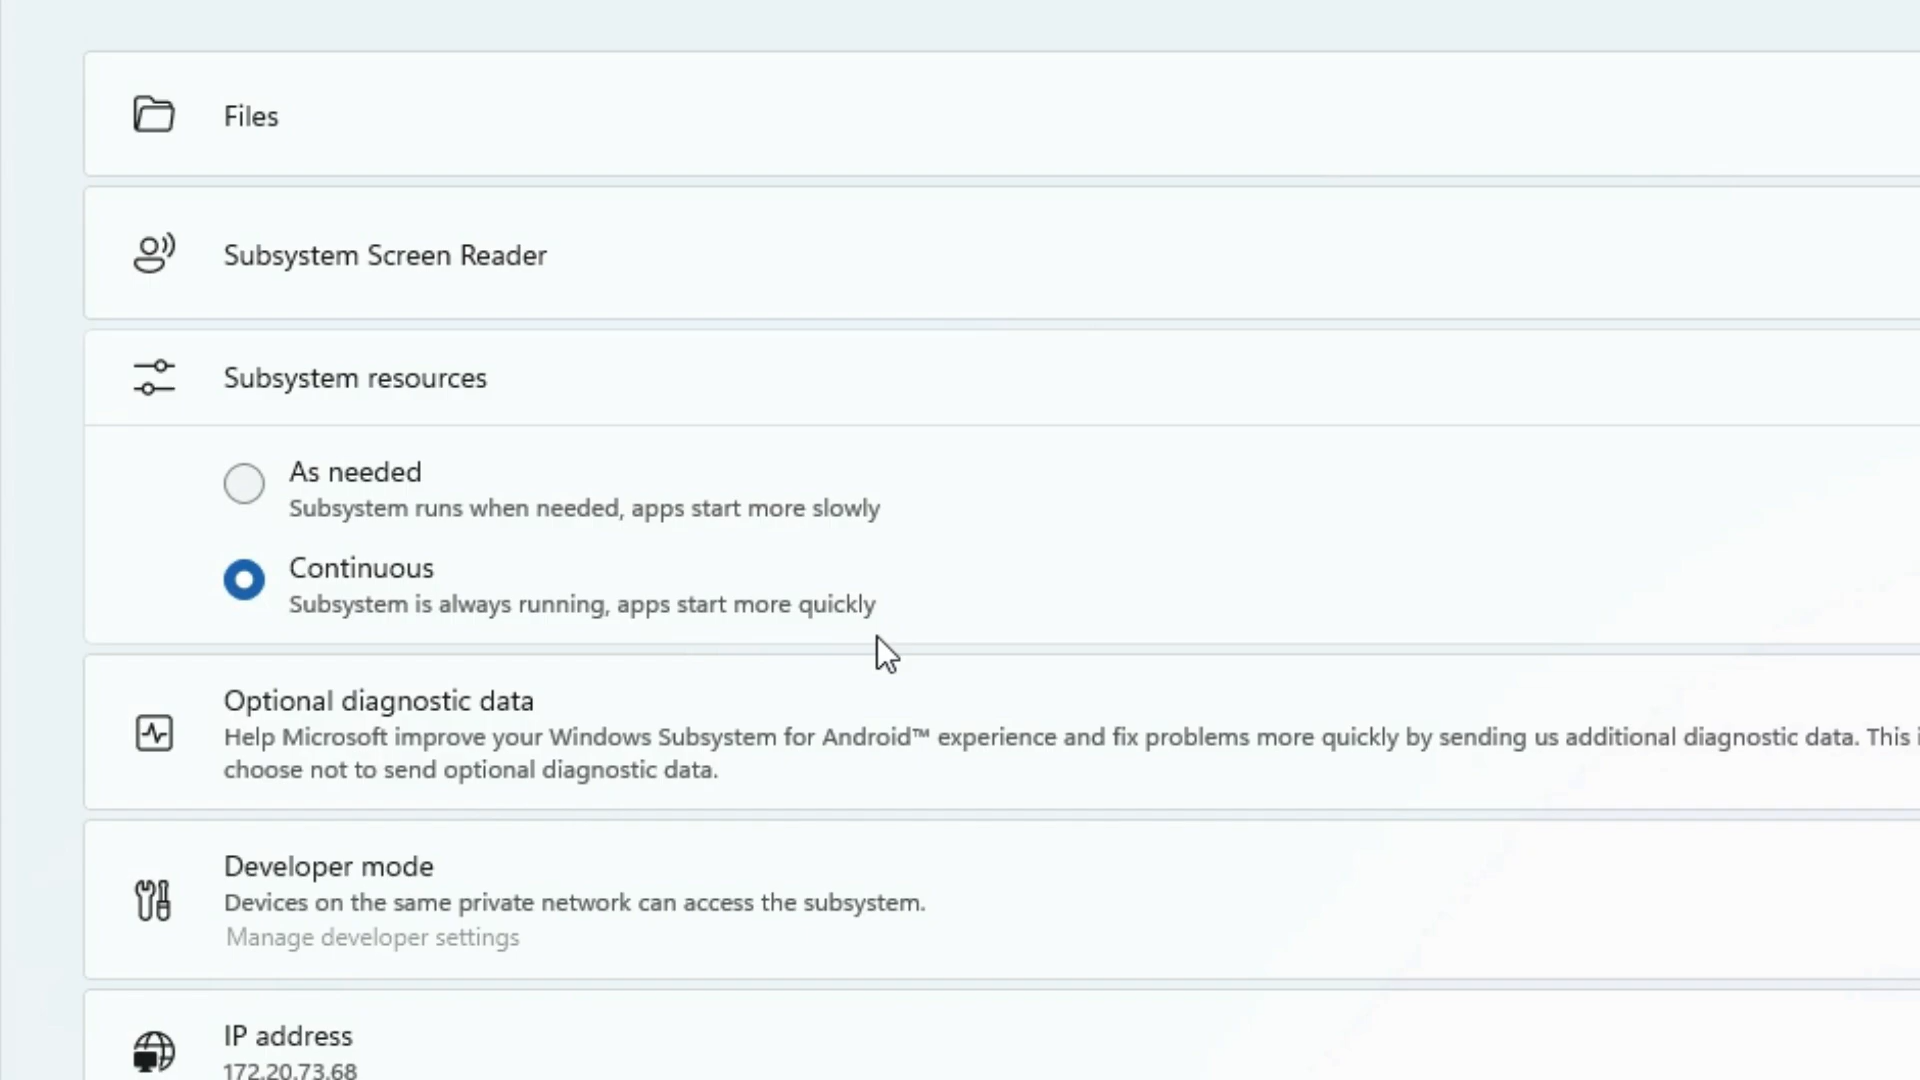 Files
Subsystem Screen Reader
Subsystem resources
As needed
Subsystem runs when needed, apps start more slowly
Continuous
Subsystem is always running, apps start more quickly
Optional diagnostic data
Help Microsoft improve your Windows Subsystem for Android™ experience and fix problems more quickly by sending us additional diagnostic data. This
choose not to send optional diagnostic data.
Developer mode
Devices on the same private network can access the subsystem.
Manage developer settings
IP address
172.20.73.68